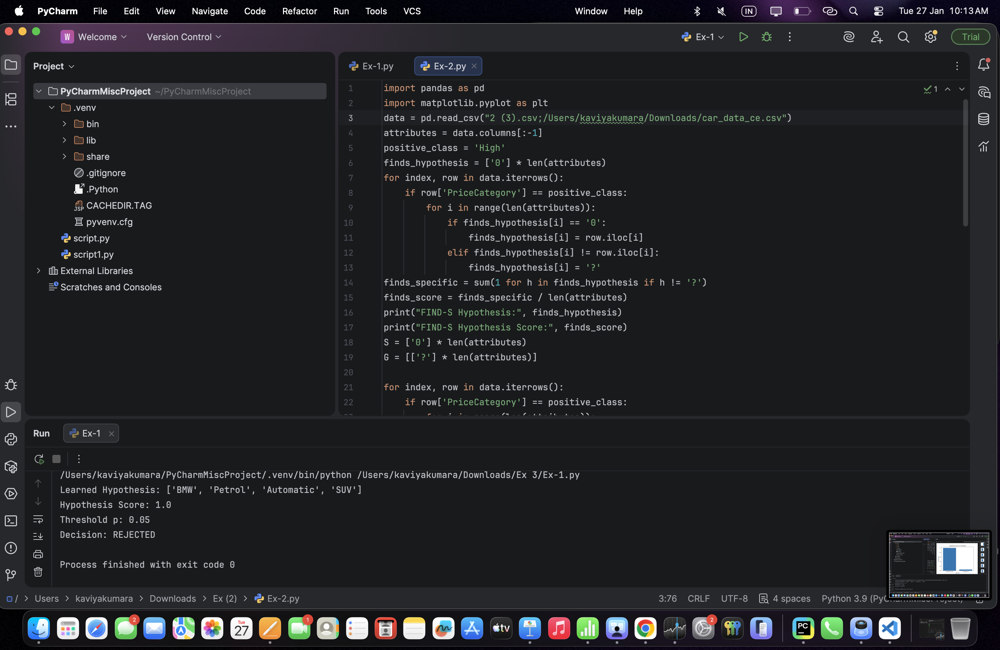 PyCharm File Edit View Navigate Code Refactor Run Tools VCS Window Help IN Tue 27 Jan 10:13 AM
W Welcome Version Control Ex-1 Trial
Project
PyCharmMiscProject ~/PyCharmMiscProject
.venv
bin
lib
share
.gitignore
.Python
JSP CACHEDIR.TAG
pyvenv.cfg
script.py
script1.py
External Libraries
Scratches and Consoles
Ex-1.py Ex-2.py
1
1 import pandas as pd
2 import matplotlib.pyplot as plt
3 data = pd.read_csv("2 (3).csv;/Users/kaviyakumara/Downloads/car_data_ce.csv")
4 attributes = data.columns[:-1]
5 positive_class = 'High'
6 finds_hypothesis = ['0'] * len(attributes)
7 for index, row in data.iterrows():
8 if row['PriceCategory'] == positive_class:
9 for i in range(len(attributes)):
10 if finds_hypothesis[i] == '0':
11 finds_hypothesis[i] = row.iloc[i]
12 elif finds_hypothesis[i] != row.iloc[i]:
13 finds_hypothesis[i] = '?'
14 finds_specific = sum(1 for h in finds_hypothesis if h != '?')
15 finds_score = finds_specific / len(attributes)
16 print("FIND-S Hypothesis:", finds_hypothesis)
17 print("FIND-S Hypothesis Score:", finds_score)
18 S = ['0'] * len(attributes)
19 G = [['?'] * len(attributes)]
20
21 for index, row in data.iterrows():
22 if row['PriceCategory'] == positive_class:
Run Ex-1
/Users/kaviyakumara/PyCharmMiscProject/.venv/bin/python /Users/kaviyakumara/Downloads/Ex 3/Ex-1.py
Learned Hypothesis: ['BMW', 'Petrol', 'Automatic', 'SUV']
Hypothesis Score: 1.0
Threshold p: 0.05
Decision: REJECTED
Process finished with exit code 0
/ Users kaviyakumara Downloads Ex (2) Ex-2.py 3:76 CRLF UTF-8 4 spaces Python 3.9
2 Tue 27 1 tv 2 PC